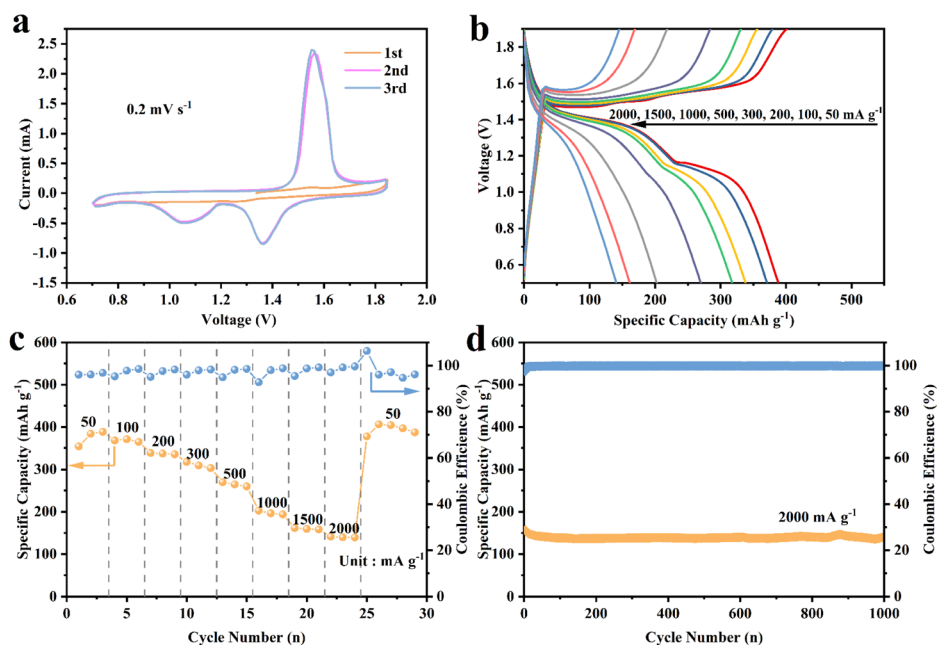 a
2.5
2.0
1.5
1.0
0.5
0.0
-0.5
-1.0
-1.5
Current (mA)
0.2 mV s⁻¹
1st
2nd
3rd
0.6 0.8 1.0 1.2 1.4 1.6 1.8 2.0
Voltage (V)
b
1.8
1.6
1.4
1.2
1.0
0.8
0.6
Voltage (V)
2000, 1500, 1000, 500, 300, 200, 100, 50 mA g⁻¹
0 100 200 300 400 500
Specific Capacity (mAh g⁻¹)
c
600
500
400
300
200
100
0
Specific Capacity (mAh g⁻¹)
50
100
200
300
500
1000
1500
2000
50
Unit : mA g⁻¹
100
80
60
40
20
0
Coulombic Efficience (%)
0 5 10 15 20 25 30
Cycle Number (n)
d
600
500
400
300
200
100
0
Specific Capacity (mAh g⁻¹)
2000 mA g⁻¹
100
80
60
40
20
0
Coulombic Efficience (%)
0 200 400 600 800 1000
Cycle Number (n)